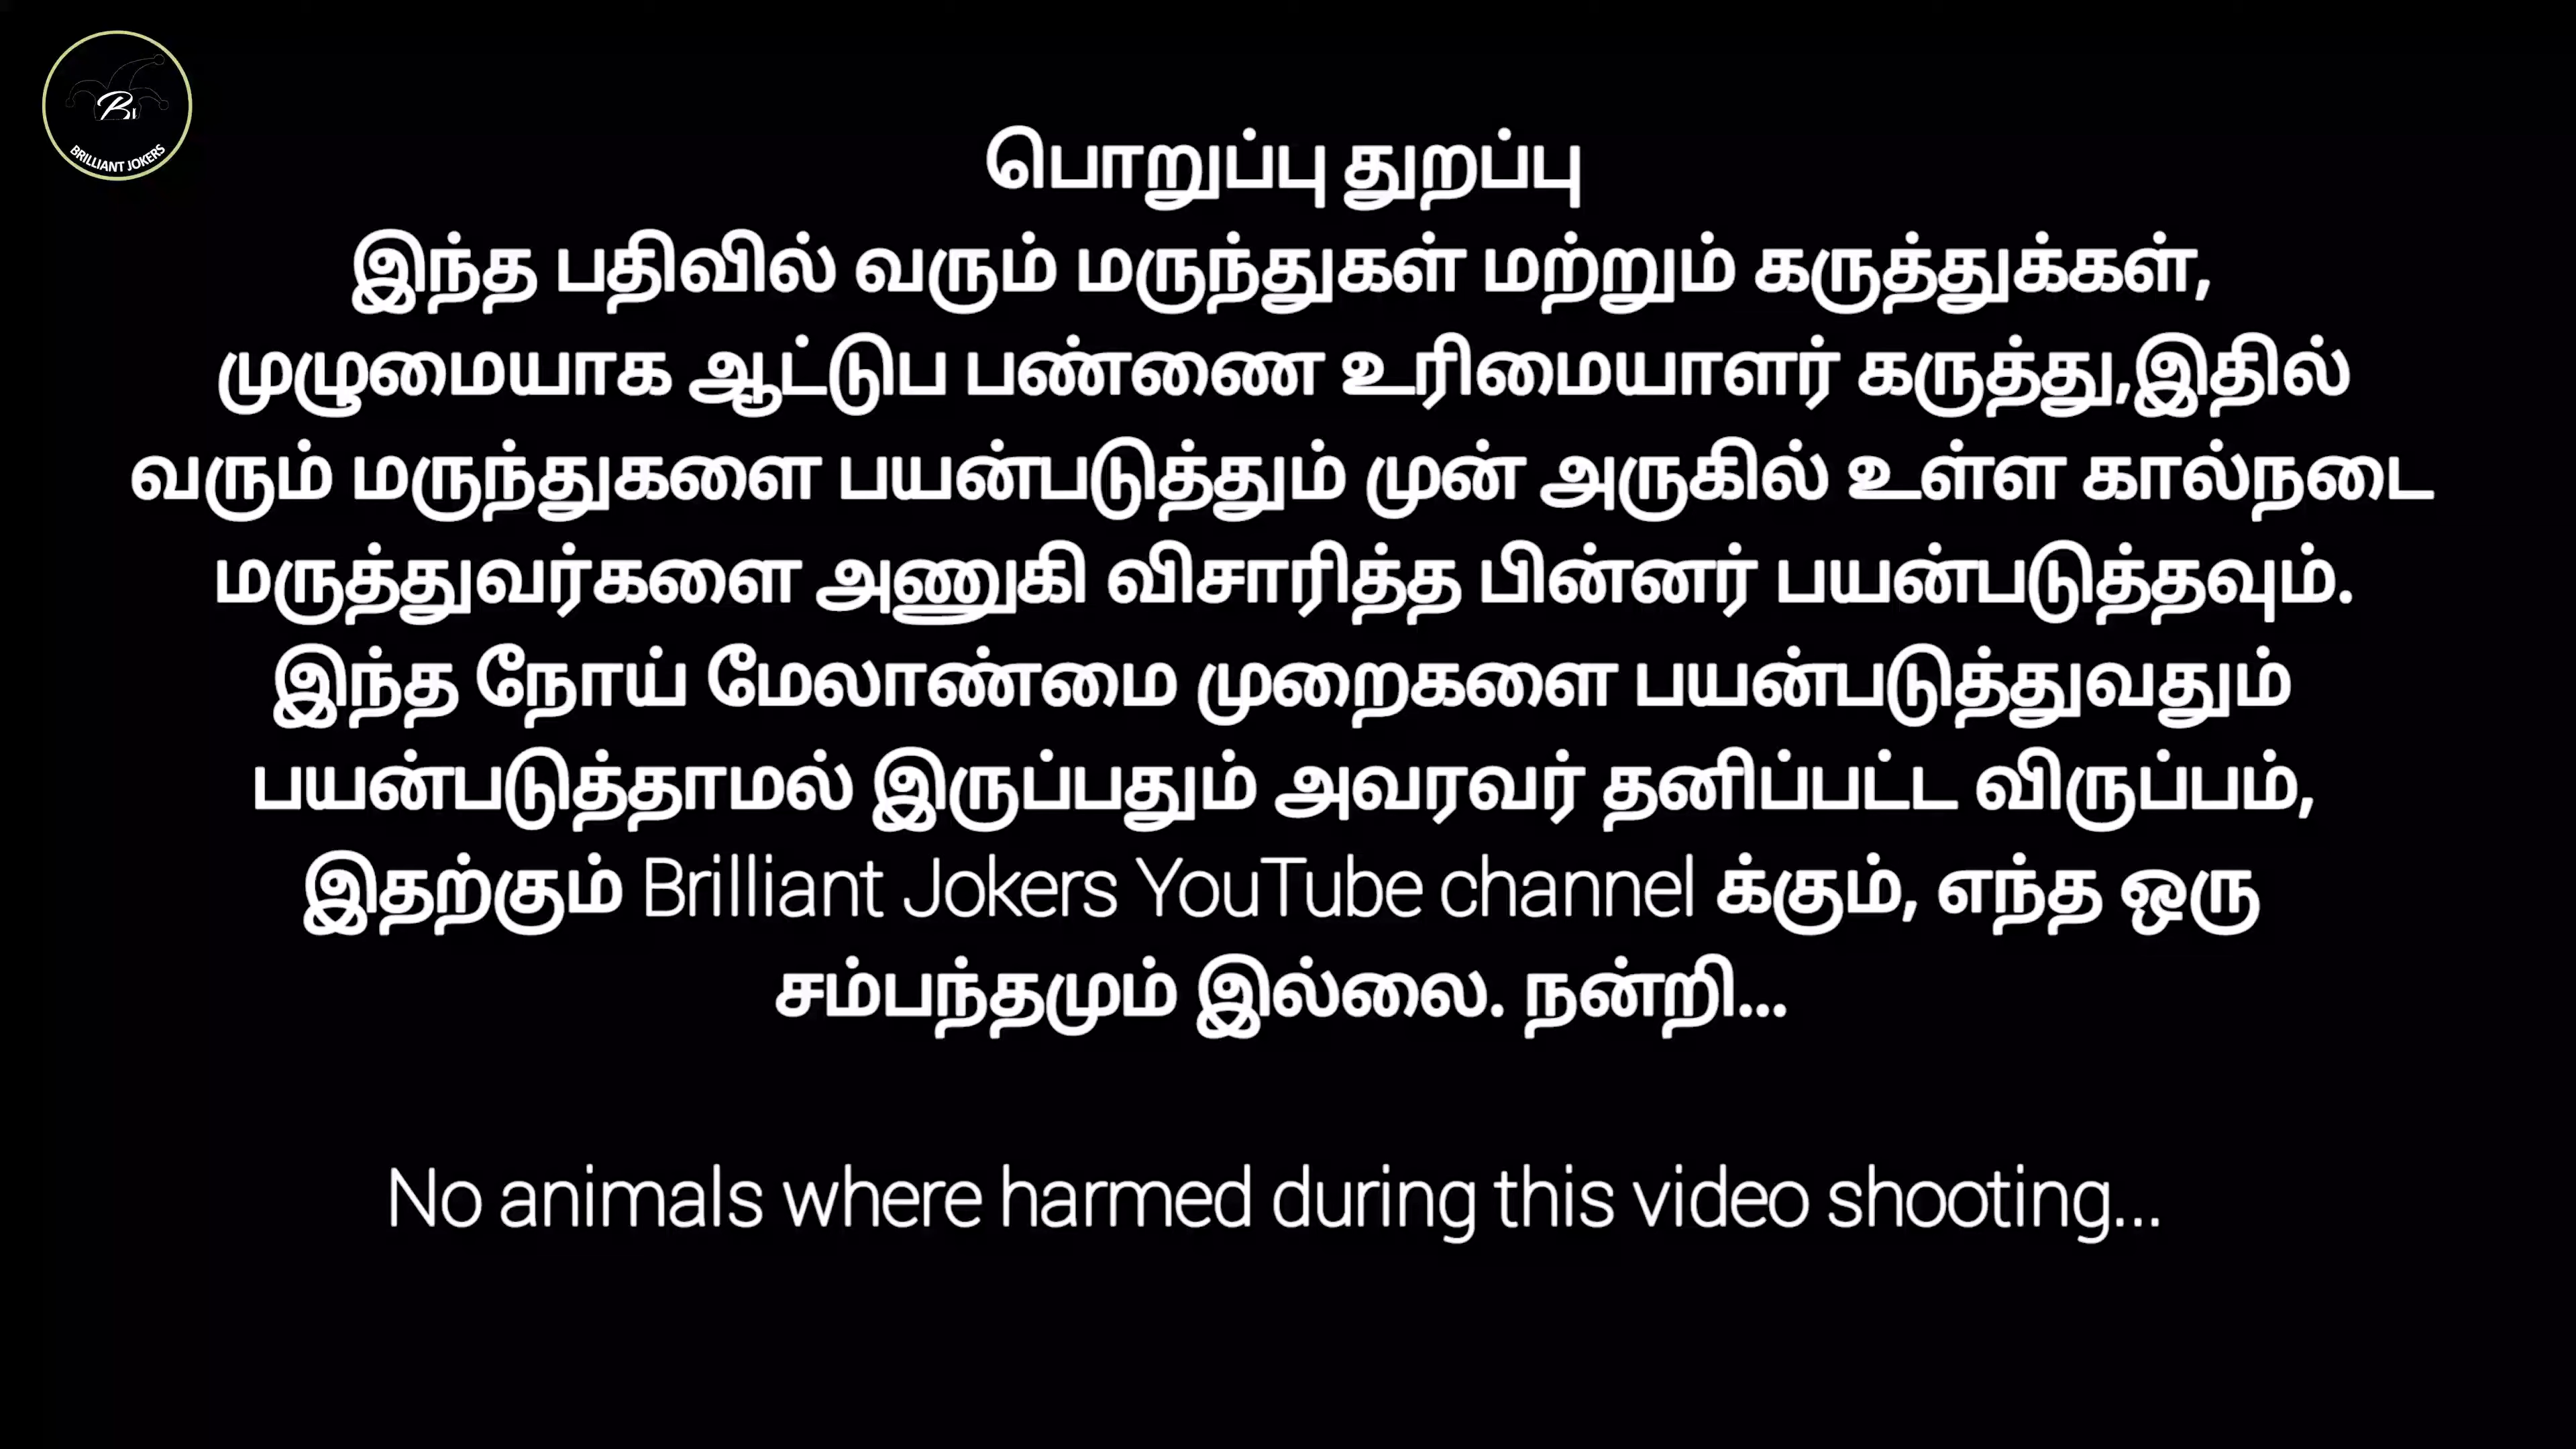 BRILLIANT JOKERS
பொறுப்பு துறப்பு
இந்த பதிவில் வரும் மருந்துகள் மற்றும் கருத்துக்கள்,
முழுமையாக ஆட்டுப பண்ணை உரிமையாளர் கருத்து,இதில்
வரும் மருந்துகளை பயன்படுத்தும் முன் அருகில் உள்ள கால்நடை
மருத்துவர்களை அணுகி விசாரித்த பின்னர் பயன்படுத்தவும்.
இந்த நோய் மேலாண்மை முறைகளை பயன்படுத்துவதும்
பயன்படுத்தாமல் இருப்பதும் அவரவர் தனிப்பட்ட விருப்பம்,
இதற்கும் Brilliant Jokers YouTube channel க்கும், எந்த ஒரு
சம்பந்தமும் இல்லை. நன்றி...
No animals where harmed during this video shooting...